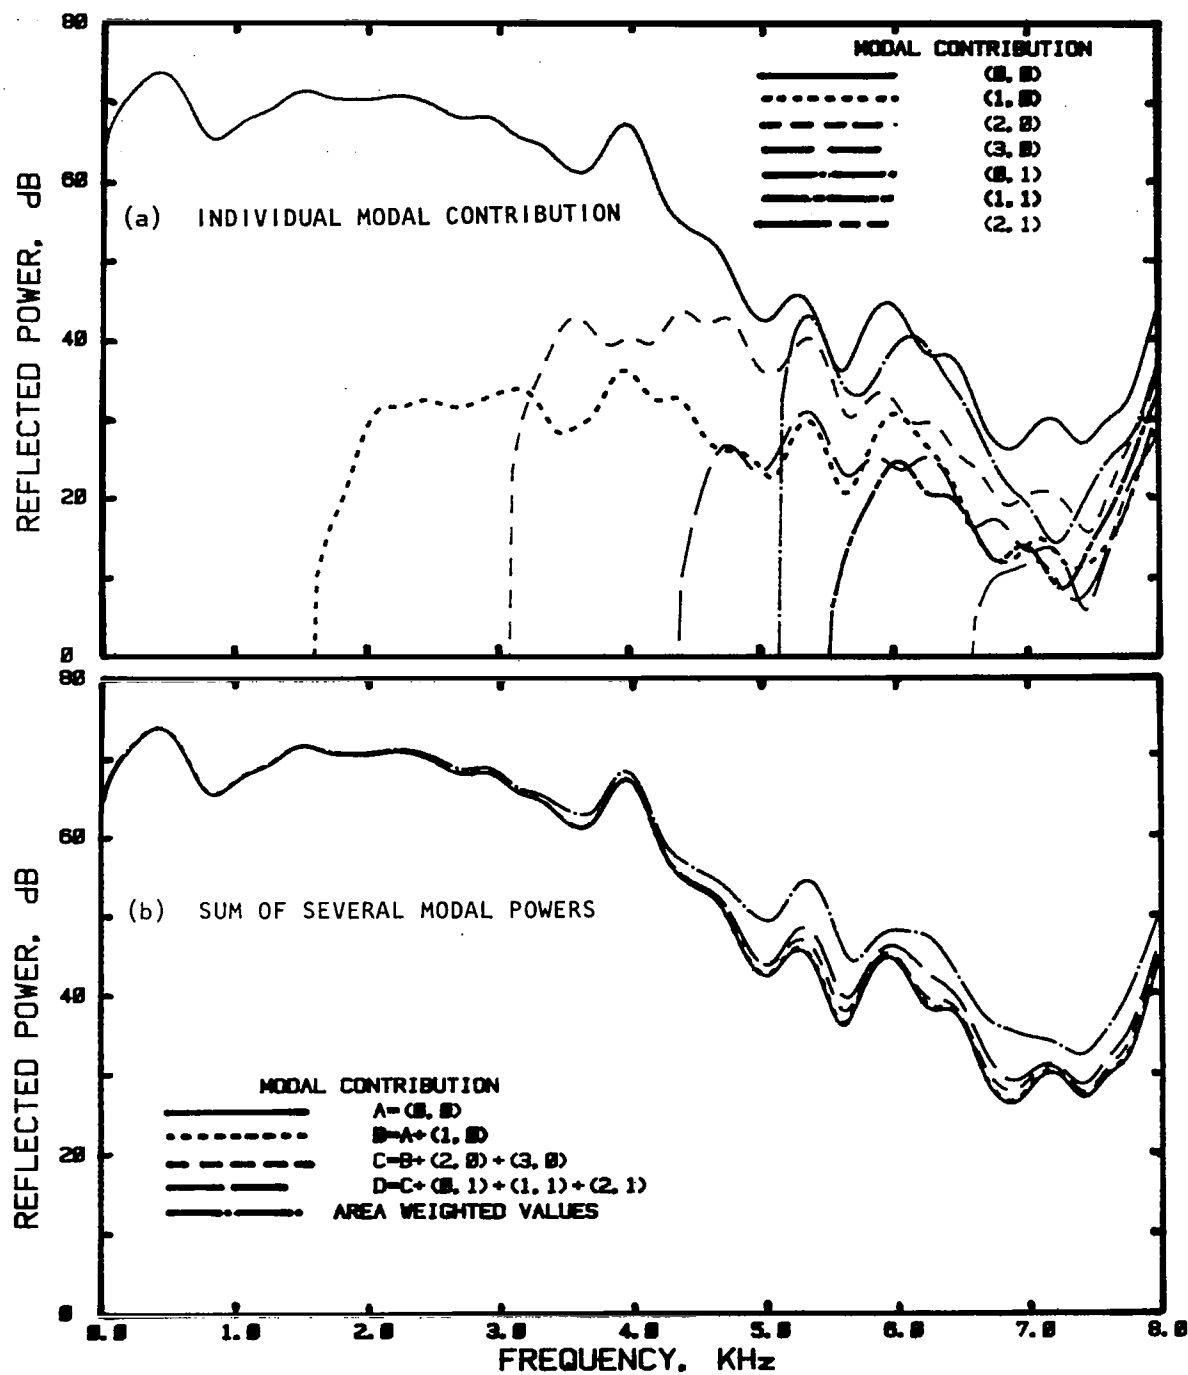 80
60
40
20
0
REFLECTED POWER, dB
MODAL CONTRIBUTION
(0,0)
(1,0)
(2,0)
(3,0)
(0,1)
(1,1)
(2,1)
(a) INDIVIDUAL MODAL CONTRIBUTION
80
60
40
20
0
REFLECTED POWER, dB
(b) SUM OF SEVERAL MODAL POWERS
MODAL CONTRIBUTION
A=(0,0)
B=A+(1,0)
C=B+(2,0)+(3,0)
D=C+(0,1)+(1,1)+(2,1)
AREA WEIGHTED VALUES
0.0 1.0 2.0 3.0 4.0 5.0 6.0 7.0 8.0
FREQUENCY, KHz